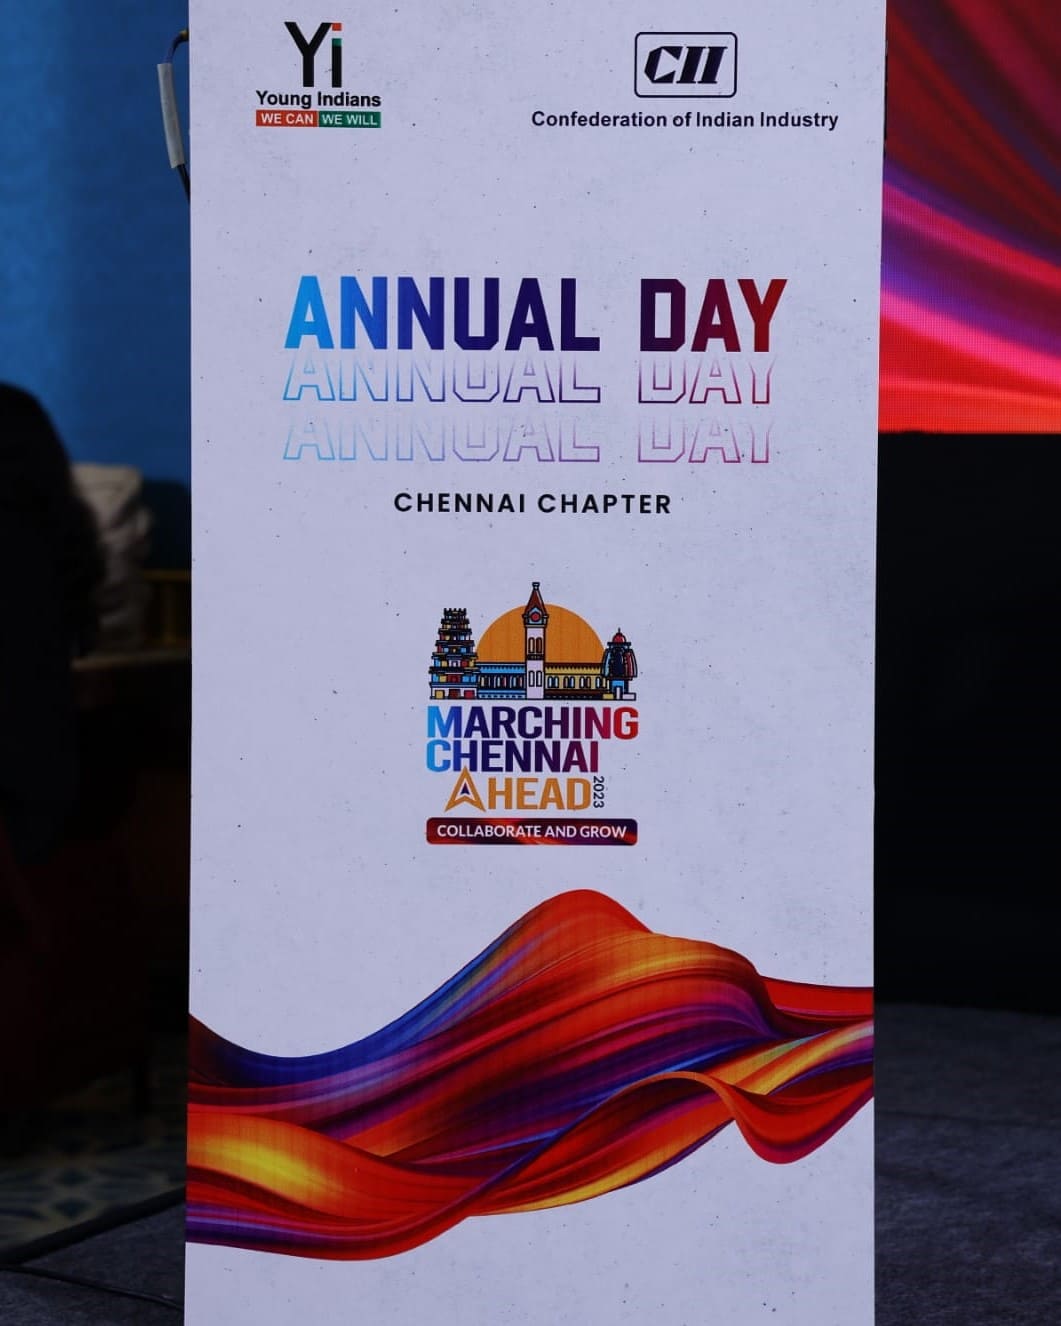 Yi
Young Indians
WE CAN WE WILL
CII
Confederation of Indian Industry
ANNUAL DAY
ANNUAL DAY
ANNUAL DAY
CHENNAI CHAPTER
MARCHING
CHENNAI
AHEAD 2023
COLLABORATE AND GROW